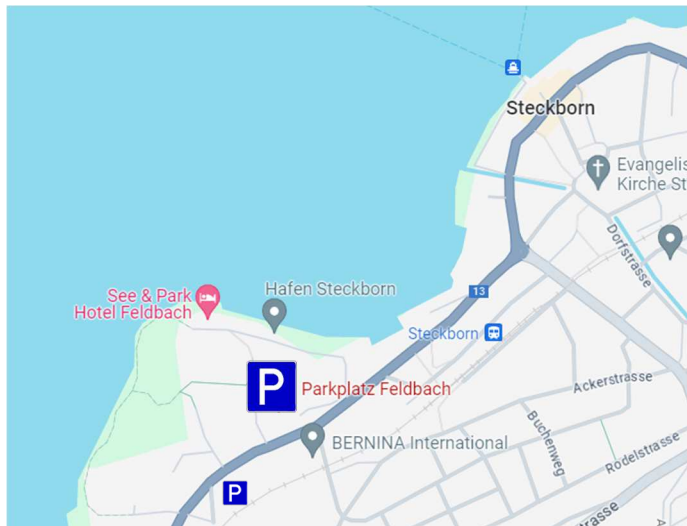 Steckborn
Evangelis
Kirche St
Dorfstrasse
See & Park
Hotel Feldbach
Hafen Steckborn
13
Steckborn
P
Parkplatz Feldbach
Ackerstrasse
BERNINA International
Buchenweg
Rodelstrasse
P
strasse
A